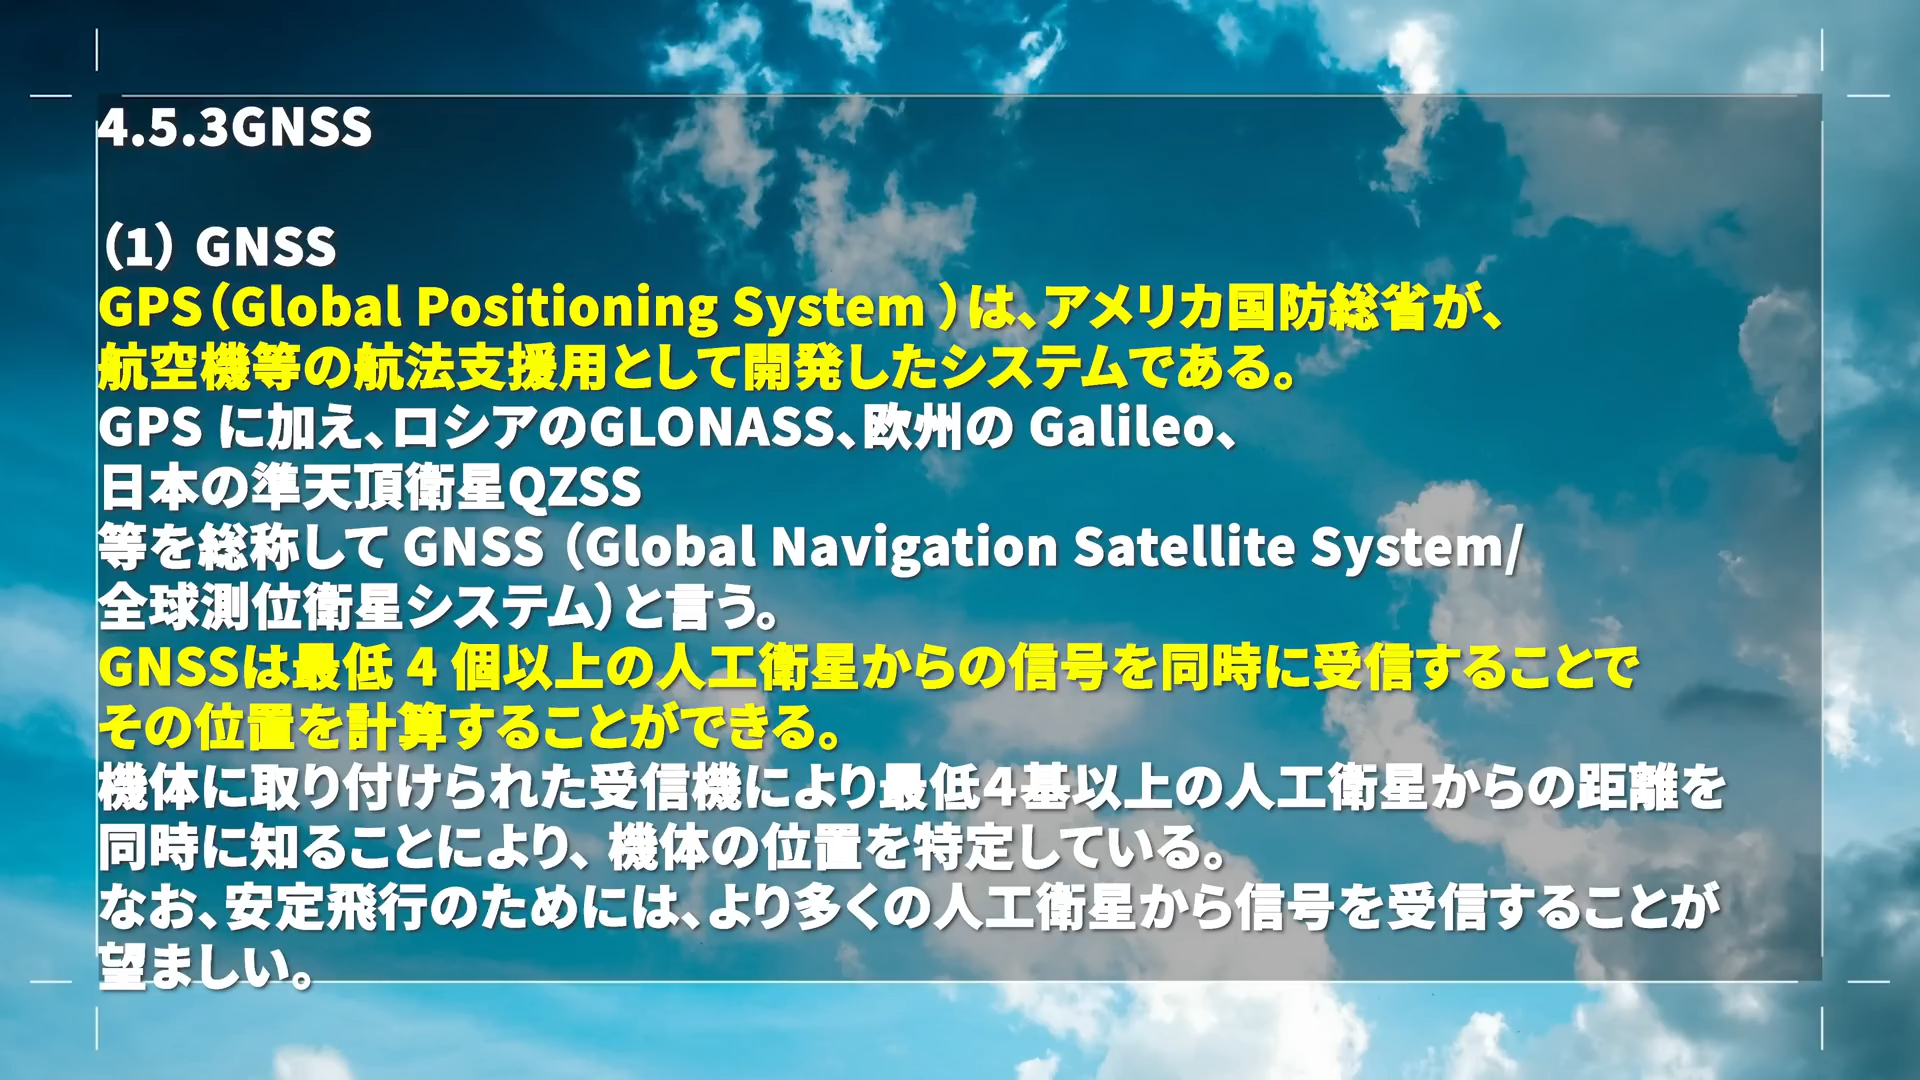 4.5.3GNSS
（1） GNSS
GPS（Global Positioning System ）は、アメリカ国防総省が、
航空機等の航法支援用として開発したシステムである。
GPS に加え、ロシアのGLONASS、欧州の Galileo、
日本の準天頂衛星QZSS
等を総称して GNSS （Global Navigation Satellite System/
全球測位衛星システム）と言う。
GNSSは最低 4 個以上の人工衛星からの信号を同時に受信することで
その位置を計算することができる。
機体に取り付けられた受信機により最低４基以上の人工衛星からの距離を
同時に知ることにより、 機体の位置を特定している。
なお、安定飛行のためには、より多くの人工衛星から信号を受信することが
望ましい。